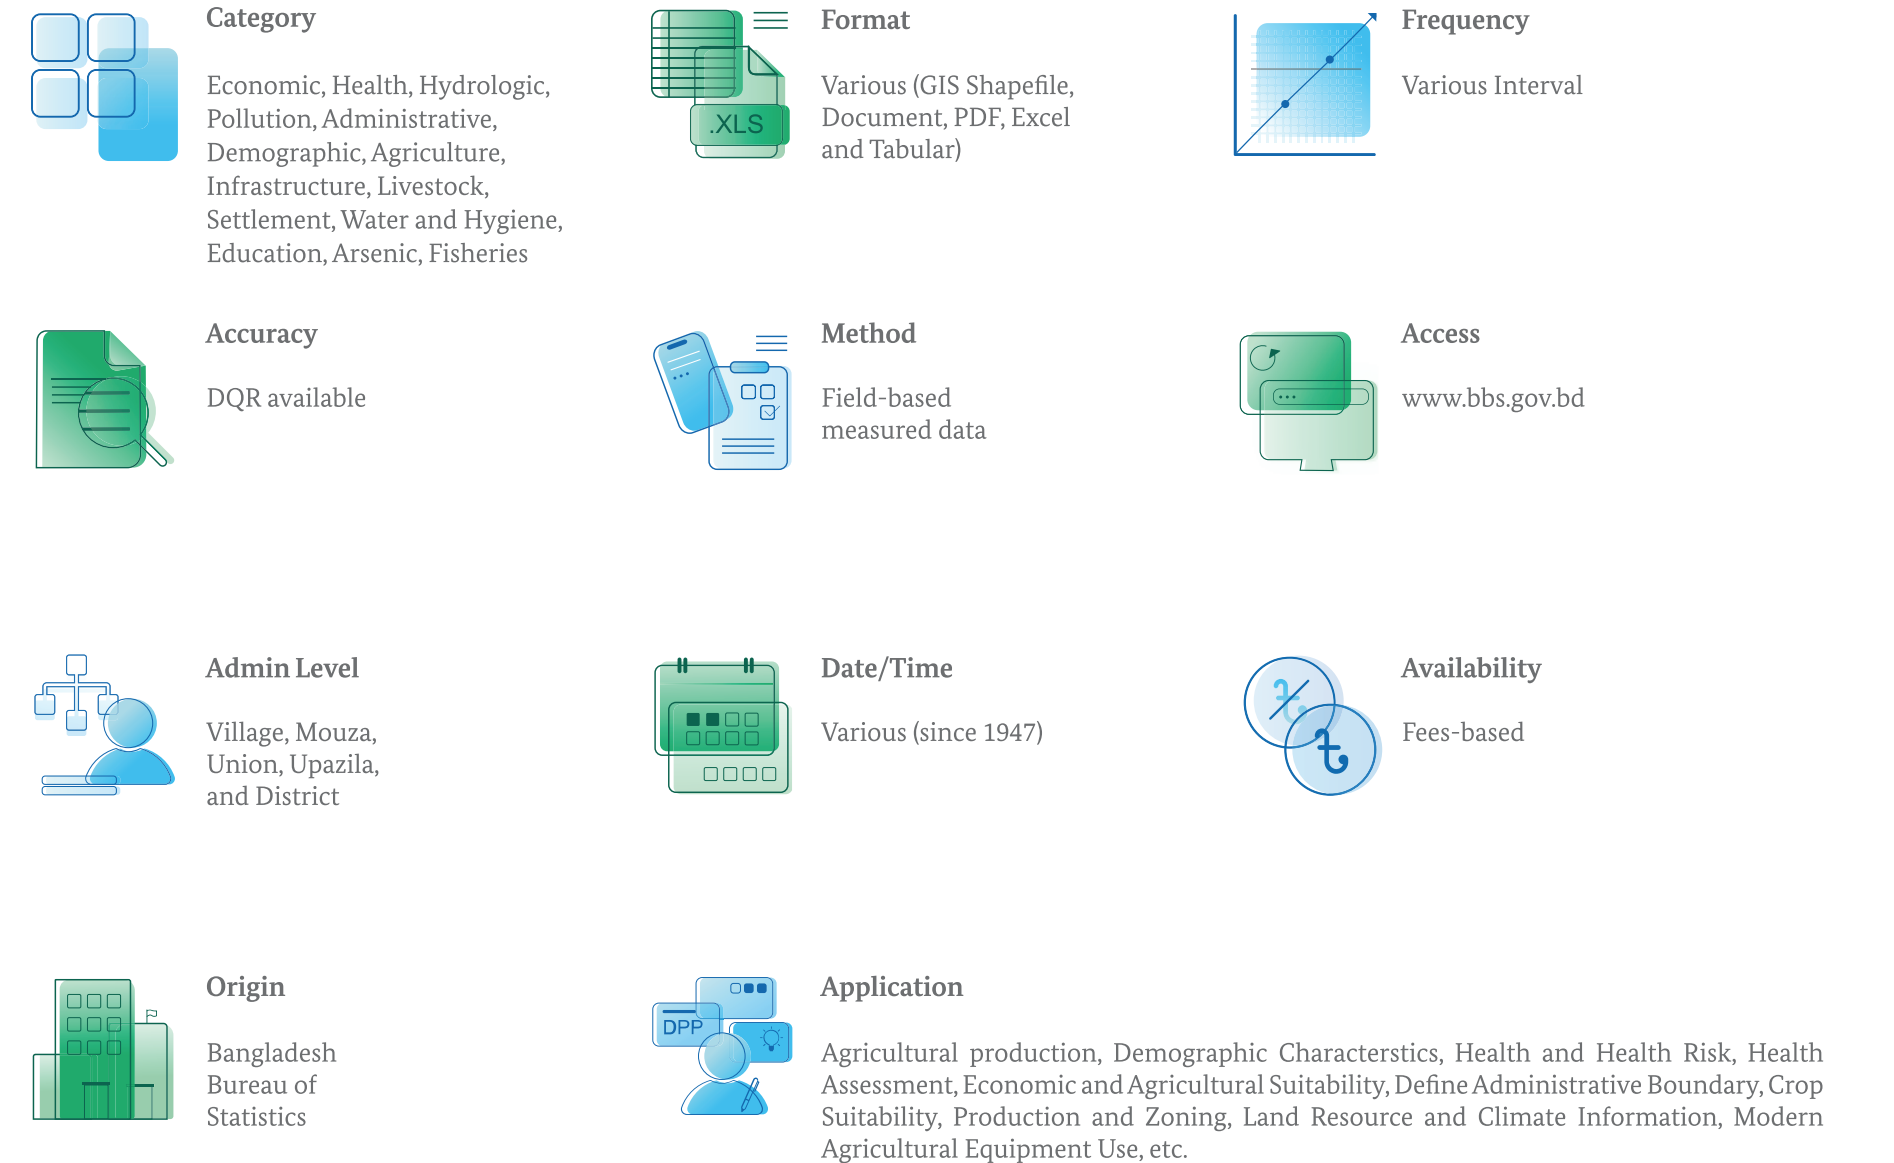 Category
Economic, Health, Hydrologic,
Pollution, Administrative,
Demographic, Agriculture,
Infrastructure, Livestock,
Settlement, Water and Hygiene,
Education, Arsenic, Fisheries
.XLS
Format
Various (GIS Shapefile,
Document, PDF, Excel
and Tabular)
Frequency
Various Interval
Accuracy
DQR available
Method
Field-based
measured data
Access
www.bbs.gov.bd
Admin Level
Village, Mouza,
Union, Upazila,
and District
Date/Time
Various (since 1947)
৳
৳
Availability
Fees-based
Origin
Bangladesh
Bureau of
Statistics
DPP
Application
Agricultural production, Demographic Characterstics, Health and Health Risk, Health
Assessment, Economic and Agricultural Suitability, Define Administrative Boundary, Crop
Suitability, Production and Zoning, Land Resource and Climate Information, Modern
Agricultural Equipment Use, etc.